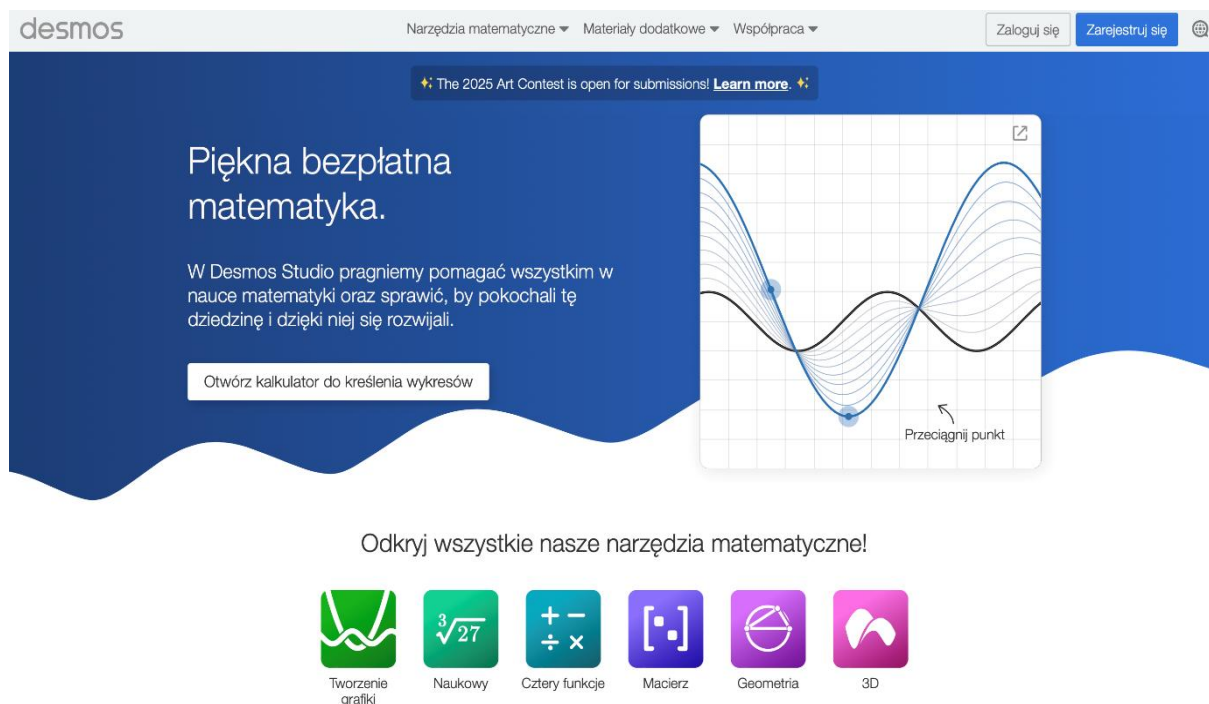 desmos
Narzędzia matematyczne
Materiały dodatkowe
Współpraca
Zaloguj się
Zarejestruj się
The 2025 Art Contest is open for submissions! Learn more.
Piękna bezpłatna
matematyka.
W Desmos Studio pragniemy pomagać wszystkim w
nauce matematyki oraz sprawić, by pokochali tę
dziedzinę i dzięki niej się rozwijali.
Otwórz kalkulator do kreślenia wykresów
Przeciągnij punkt
Odkryj wszystkie nasze narzędzia matematyczne!
∛27
+ −
÷ ×
Tworzenie
grafiki
Naukowy
Cztery funkcje
Macierz
Geometria
3D